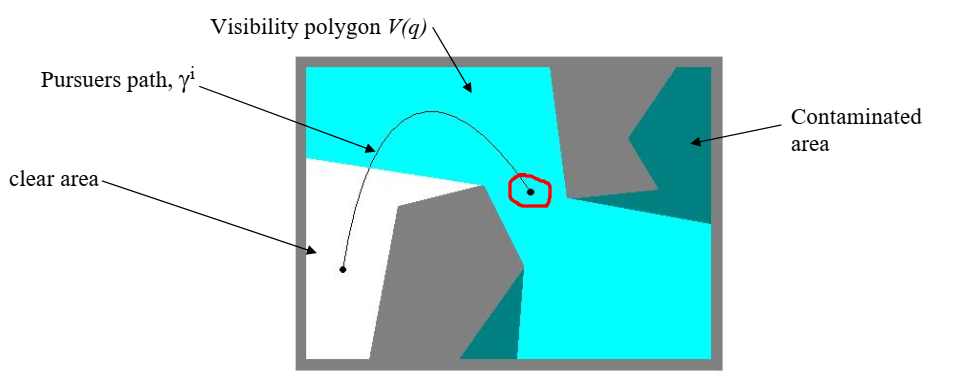 Visibility polygon V(q)
Pursuers path, γⁱ
Contaminated
area
clear area